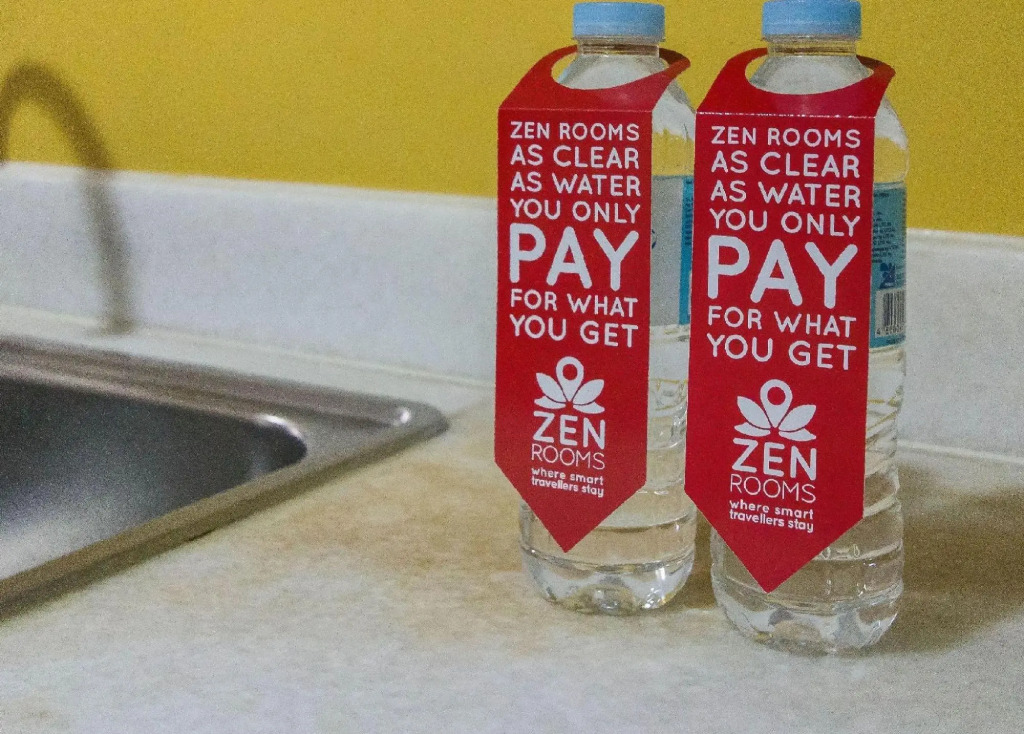 ZEN ROOMS
AS CLEAR
AS WATER
YOU ONLY
PAY
FOR WHAT
YOU GET
ZEN
ROOMS
where smart
travellers stay
ZEN ROOMS
AS CLEAR
AS WATER
YOU ONLY
PAY
FOR WHAT
YOU GET
ZEN
ROOMS
where smart
travellers stay